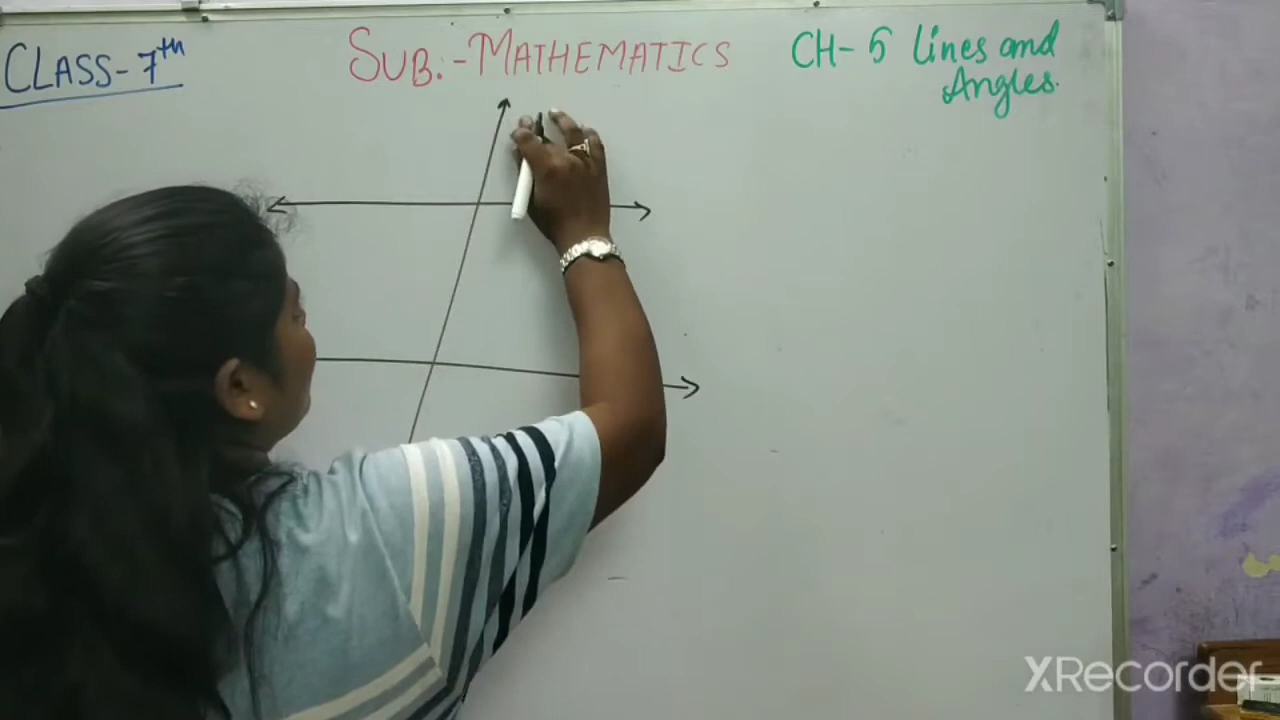 CLASS-7th
SUB.-MATHEMATICS
CH-5 Lines and
Angles.
XRecorder